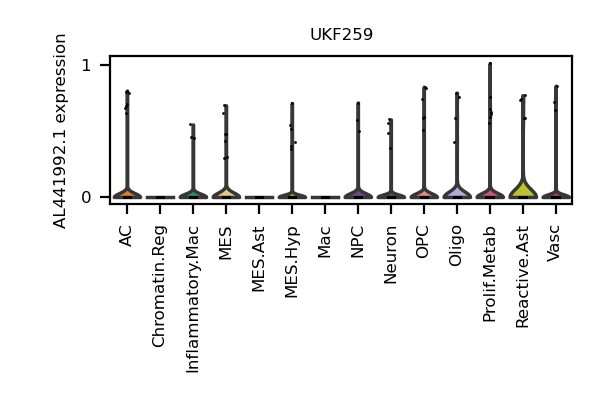 UKF259
AL441992.1 expression
1
0
AC
Chromatin.Reg
Inflammatory.Mac
MES
MES.Ast
MES.Hyp
Mac
NPC
Neuron
OPC
Oligo
Prolif.Metab
Reactive.Ast
Vasc